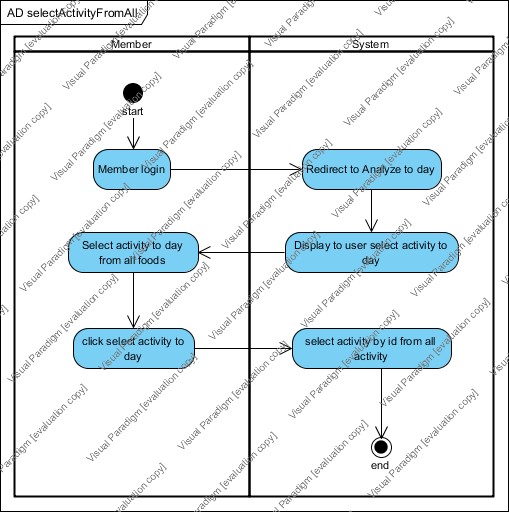 AD selectActivityFromAll
Member
System
start
Member login
Redirect to Analyze to day
Select activity to day
from all foods
Display to user select activity to
day
click select activity to
day
select activity by id from all
activity
end
Visual Paradigm [evaluation copy]